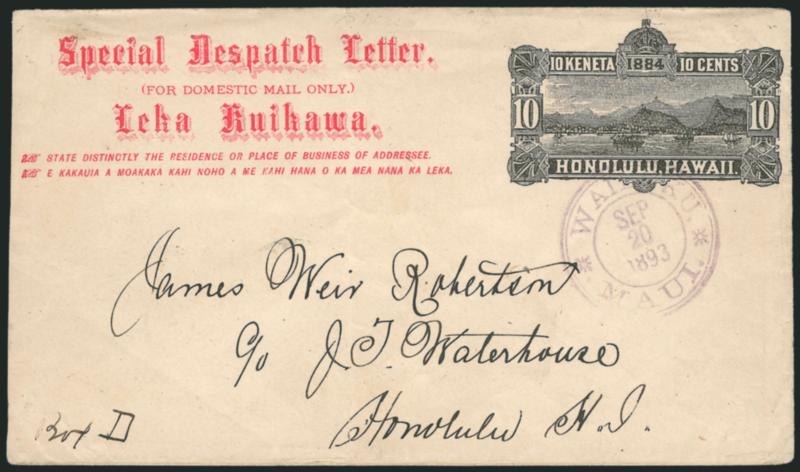 Special Despatch Letter.
(FOR DOMESTIC MAIL ONLY.)
Leka Kuikawa.
STATE DISTINCTLY THE RESIDENCE OR PLACE OF BUSINESS OF ADDRESSEE.
E KAKAUIA A MOAKAKA KAHI NOHO A ME KAHI HANA O KA MEA NANA KA LEKA.
10 KENETA 1884 10 CENTS
10 10
HONOLULU, HAWAII.
WAILUKU.
SEP
20
1893
MAUI.
James Weir Robertson
c/o J. T. Waterhouse
Honolulu H. I.
Box D